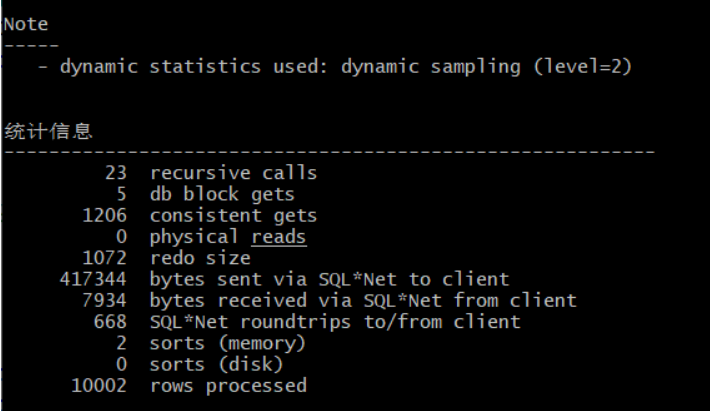 Note
-----
- dynamic statistics used: dynamic sampling (level=2)
统计信息
----------------------------------------------------------
23 recursive calls
5 db block gets
1206 consistent gets
0 physical reads
1072 redo size
417344 bytes sent via SQL*Net to client
7934 bytes received via SQL*Net from client
668 SQL*Net roundtrips to/from client
2 sorts (memory)
0 sorts (disk)
10002 rows processed